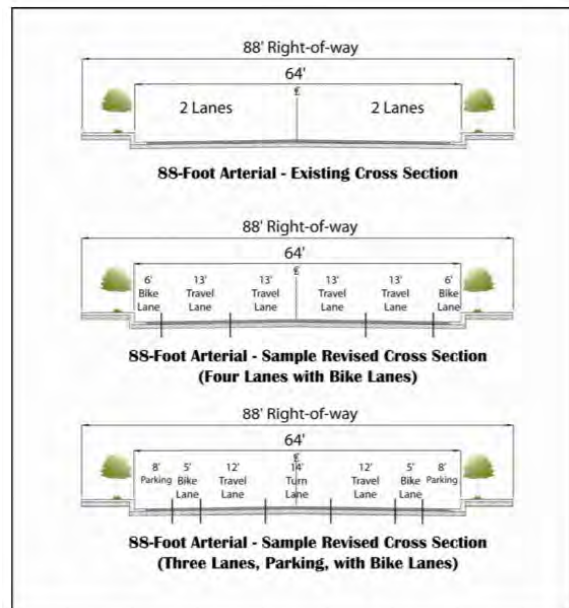 88' Right-of-way
64'
℄
2 Lanes 2 Lanes
88-Foot Arterial - Existing Cross Section
88' Right-of-way
64'
℄
6' 13' 13' 13' 13' 6'
Bike Travel Travel Travel Travel Bike
Lane Lane Lane Lane Lane Lane
88-Foot Arterial - Sample Revised Cross Section
(Four Lanes with Bike Lanes)
88' Right-of-way
64'
℄
8' 5' 12' 14' 12' 5' 8'
Parking Bike Travel Turn Travel Bike Parking
Lane Lane Lane Lane Lane
88-Foot Arterial - Sample Revised Cross Section
(Three Lanes, Parking, with Bike Lanes)